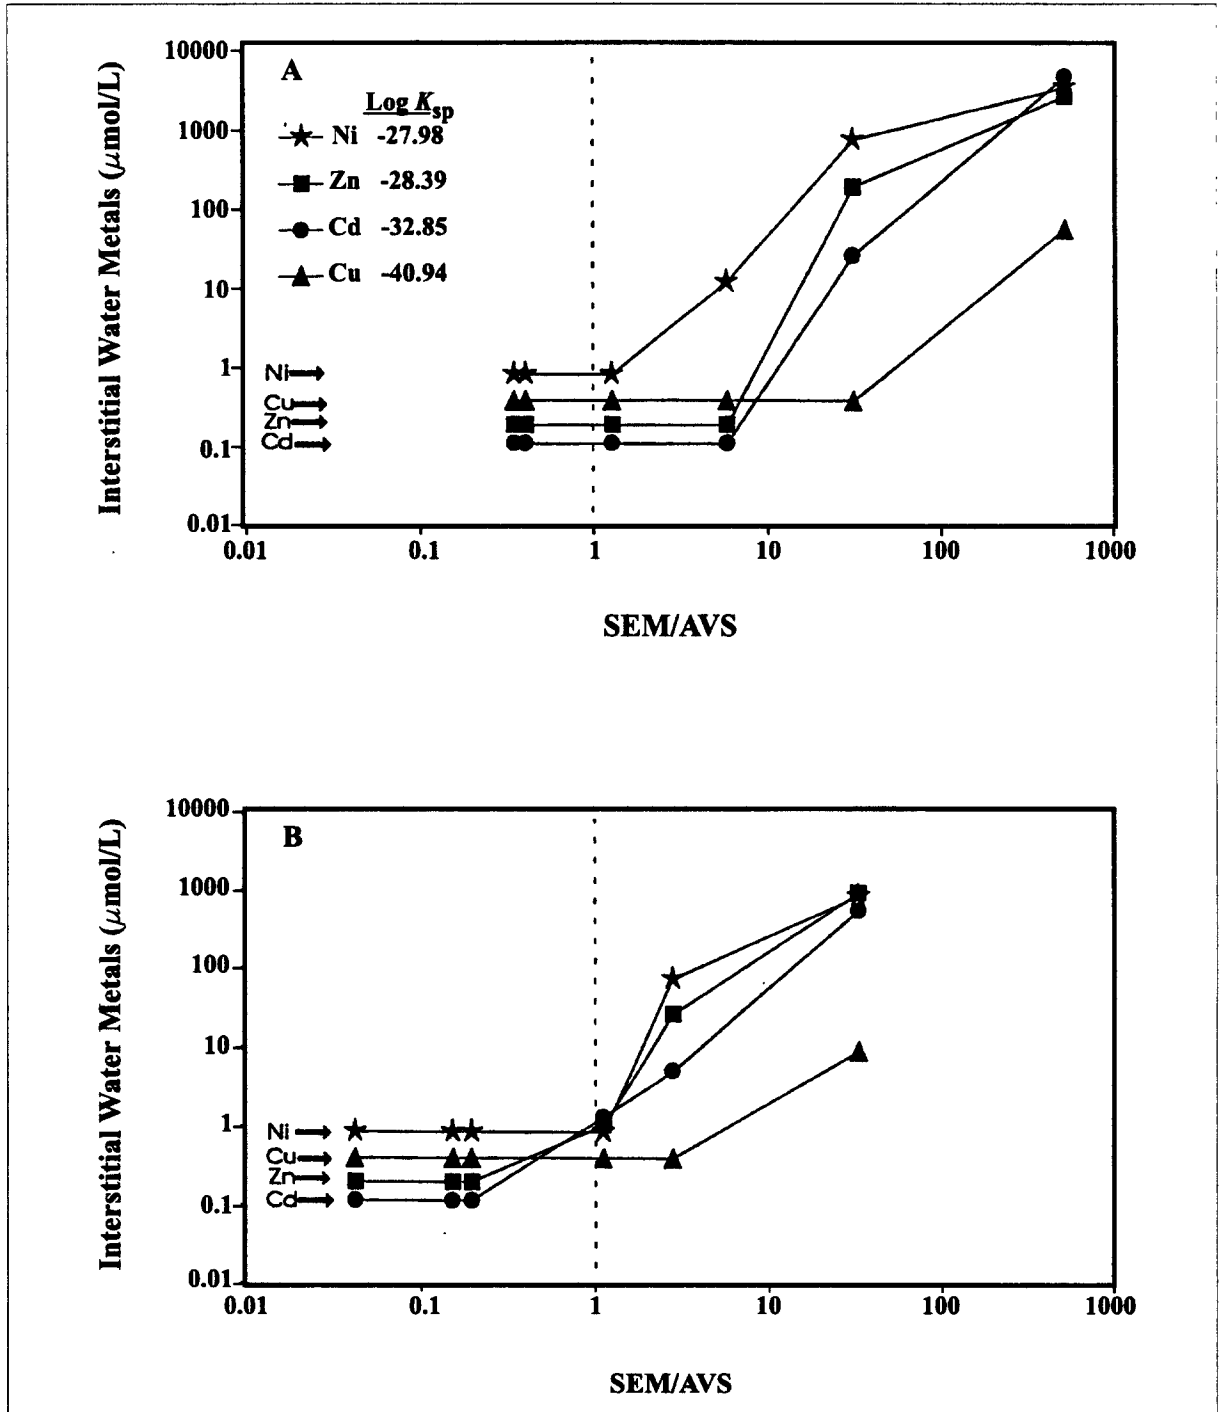 10000
A
Log Ksp
1000
Ni -27.98
Zn -28.39
100
Cd -32.85
Cu -40.94
10
1
Ni
Cu
Zn
0.1
Cd
0.01
Interstitial Water Metals (μmol/L)
0.01 0.1 1 10 100 1000
SEM/AVS
10000
B
1000
100
10
1
Ni
Cu
Zn
0.1
Cd
0.01
Interstitial Water Metals (μmol/L)
0.01 0.1 1 10 100 1000
SEM/AVS